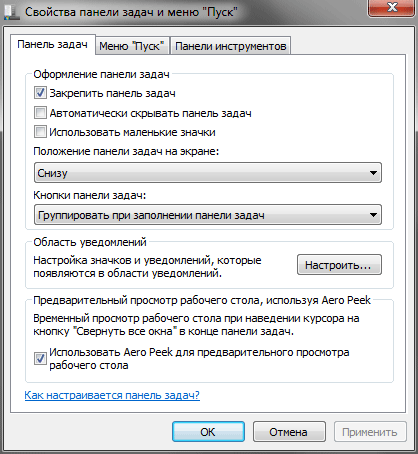 Свойства панели задач и меню "Пуск"
Панель задач
Меню "Пуск"
Панели инструментов
Оформление панели задач
Закрепить панель задач
Автоматически скрывать панель задач
Использовать маленькие значки
Положение панели задач на экране:
Снизу
Кнопки панели задач:
Группировать при заполнении панели задач
Область уведомлений
Настройка значков и уведомлений, которые
появляются в области уведомлений.
Настроить...
Предварительный просмотр рабочего стола, используя Aero Peek
Временный просмотр рабочего стола при наведении курсора на
кнопку "Свернуть все окна" в конце панели задач.
Использовать Aero Peek для предварительного просмотра
рабочего стола
Как настраивается панель задач?
ОК
Отмена
Применить